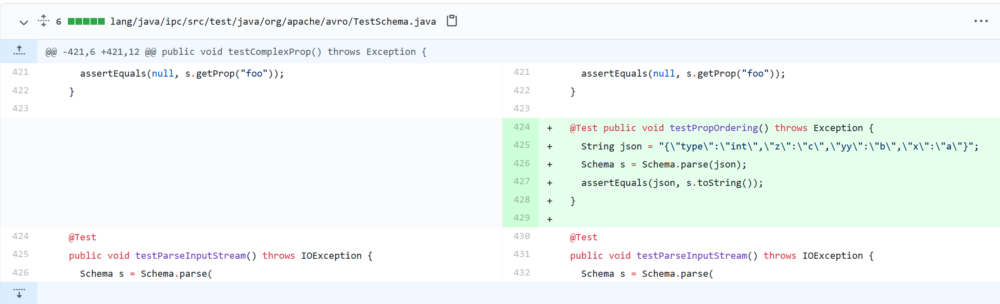 6 lang/java/ipc/src/test/java/org/apache/avro/TestSchema.java
@@ -421,6 +421,12 @@ public void testComplexProp() throws Exception {
421 assertEquals(null, s.getProp("foo")); 421 assertEquals(null, s.getProp("foo"));
422 } 422 }
423 423
424 + @Test public void testPropOrdering() throws Exception {
425 + String json = "{\"type\":\"int\",\"z\":\"c\",\"yy\":\"b\",\"x\":\"a\"}";
426 + Schema s = Schema.parse(json);
427 + assertEquals(json, s.toString());
428 + }
429 +
424 @Test 430 @Test
425 public void testParseInputStream() throws IOException { 431 public void testParseInputStream() throws IOException {
426 Schema s = Schema.parse( 432 Schema s = Schema.parse(